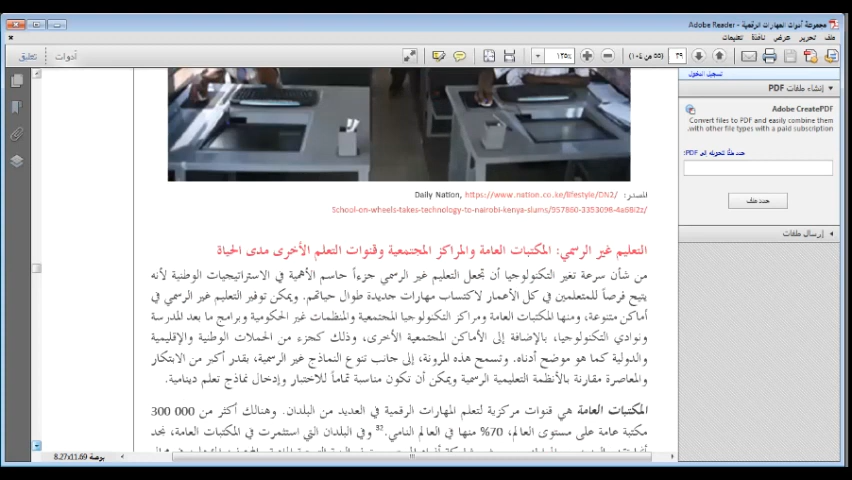 مجموعة أدوات المهارات الرقمية - Adobe Reader
ملف تحرير عرض نافذة تعليمات
٣٩ (٥٥ من ١٠٤) ١٣٥٪ أدوات تعليق
تسجيل الدخول
إنشاء ملفات PDF
Adobe CreatePDF
Convert files to PDF and easily combine them
with other file types with a paid subscription.
حدد ملفًا لتحويله إلى PDF:
حدد ملف
إرسال ملفات
المصدر: Daily Nation, https://www.nation.co.ke/lifestyle/DN2/
School-on-wheels-takes-technology-to-nairobi-kenya-slums/957860-3353096-4a68i2z/
التعليم غير الرسمي: المكتبات العامة والمراكز المجتمعية وقنوات التعلم الأخرى مدى الحياة
من شأن سرعة تغير التكنولوجيا أن تجعل التعليم غير الرسمي جزءاً حاسم الأهمية في الاستراتيجيات الوطنية لأنه
يتيح فرصاً للمتعلمين في كل الأعمار لاكتساب مهارات جديدة طوال حياتهم. ويمكن توفير التعليم غير الرسمي في
أماكن متنوعة، ومنها المكتبات العامة ومراكز التكنولوجيا المجتمعية والمنظمات غير الحكومية وبرامج ما بعد المدرسة
ونوادي التكنولوجيا، بالإضافة إلى الأماكن المجتمعية الأخرى، وذلك كجزء من الحملات الوطنية والإقليمية
والدولية كما هو موضح أدناه. وتسمح هذه المرونة، إلى جانب تنوع النماذج غير الرسمية، بقدر أكبر من الابتكار
والمعاصرة مقارنة بالأنظمة التعليمية الرسمية ويمكن أن تكون مناسبة تماماً للاختبار وإدخال نماذج تعلم دينامية.
المكتبات العامة هي قنوات مركزية لتعلم المهارات الرقمية في العديد من البلدان. وهنالك أكثر من 000 300
مكتبة عامة على مستوى العالم، 70% منها في العالم النامي.32 وفي البلدان التي استثمرت في المكتبات العامة، نجد
8.27x11.69 بوصة